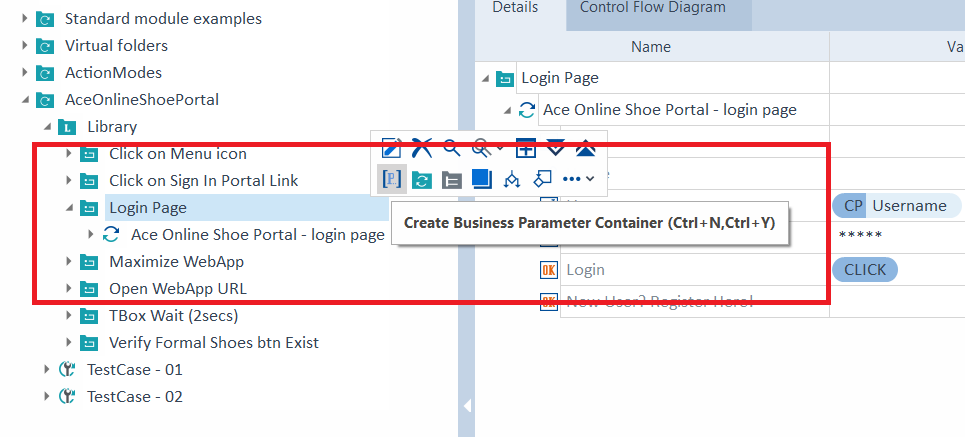 Standard module examples
Virtual folders
ActionModes
AceOnlineShoePortal
L Library
Click on Menu icon
Click on Sign In Portal Link
Login Page
Ace Online Shoe Portal - login page
Maximize WebApp
Open WebApp URL
TBox Wait (2secs)
Verify Formal Shoes btn Exist
TestCase - 01
TestCase - 02
Details
Control Flow Diagram
Name
Va
Login Page
Ace Online Shoe Portal - login page
[P]
Create Business Parameter Container (Ctrl+N,Ctrl+Y)
CP Username
*****
OK Login
CLICK
OK New User? Register Here!